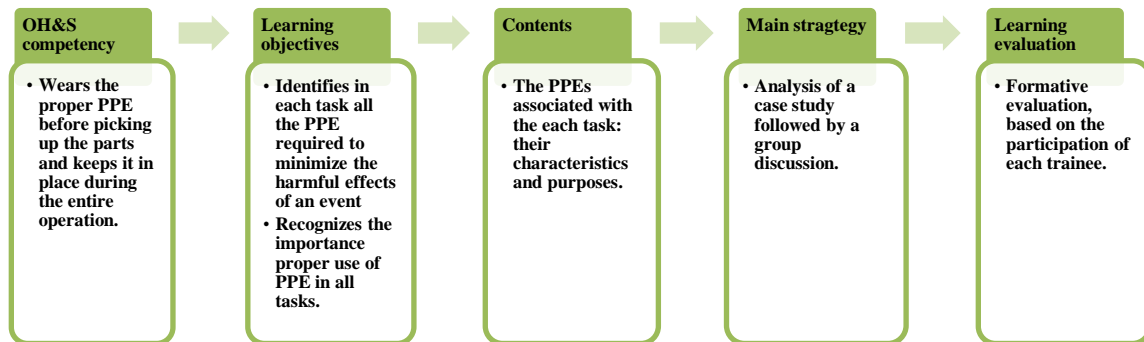 OH&S
competency
• Wears the
proper PPE
before picking
up the parts
and keeps it in
place during
the entire
operation.
Learning
objectives
• Identifies in
each task all
the PPE
required to
minimize the
harmful effects
of an event
• Recognizes the
importance
proper use of
PPE in all
tasks.
Contents
• The PPEs
associated with
the each task:
their
characteristics
and purposes.
Main stragtegy
• Analysis of a
case study
followed by a
group
discussion.
Learning
evaluation
• Formative
evaluation,
based on the
participation of
each trainee.